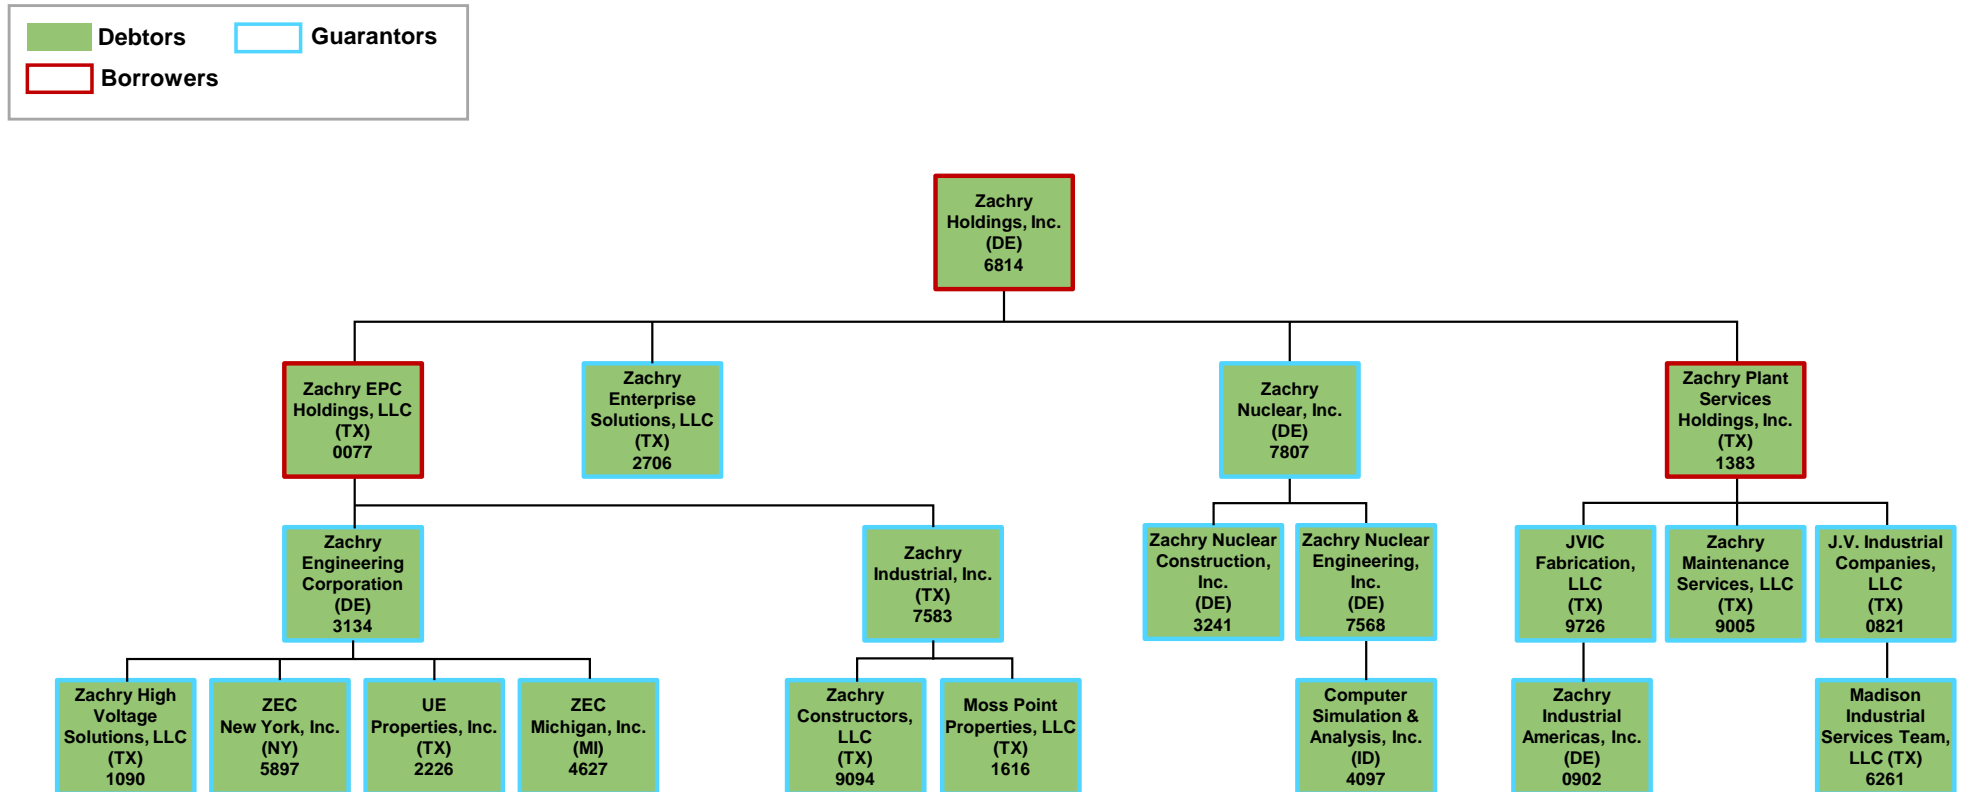 Debtors
Guarantors
Borrowers
Zachry
Holdings, Inc.
(DE)
6814
Zachry EPC
Holdings, LLC
(TX)
0077
Zachry
Enterprise
Solutions, LLC
(TX)
2706
Zachry
Nuclear, Inc.
(DE)
7807
Zachry Plant
Services
Holdings, Inc.
(TX)
1383
Zachry
Engineering
Corporation
(DE)
3134
Zachry
Industrial, Inc.
(TX)
7583
Zachry Nuclear
Construction,
Inc.
(DE)
3241
Zachry Nuclear
Engineering,
Inc.
(DE)
7568
JVIC
Fabrication,
LLC
(TX)
9726
Zachry
Maintenance
Services, LLC
(TX)
9005
J.V. Industrial
Companies,
LLC
(TX)
0821
Zachry High
Voltage
Solutions, LLC
(TX)
1090
ZEC
New York, Inc.
(NY)
5897
UE
Properties, Inc.
(TX)
2226
ZEC
Michigan, Inc.
(MI)
4627
Zachry
Constructors,
LLC
(TX)
9094
Moss Point
Properties, LLC
(TX)
1616
Computer
Simulation &
Analysis, Inc.
(ID)
4097
Zachry
Industrial
Americas, Inc.
(DE)
0902
Madison
Industrial
Services Team,
LLC (TX)
6261